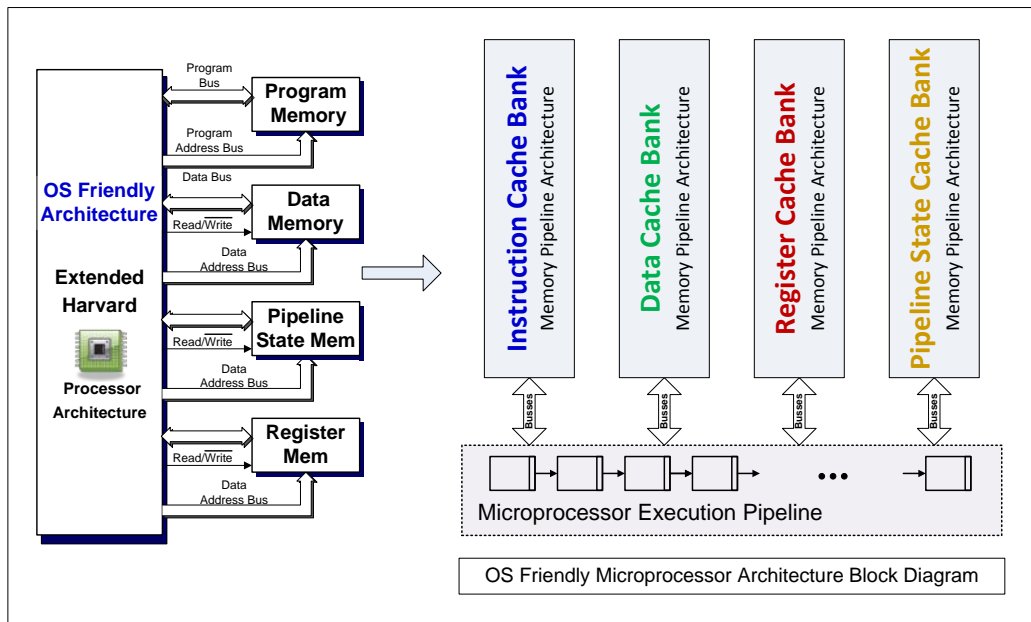 OS Friendly
Architecture
Extended
Harvard
Processor
Architecture
Program
Bus
Program
Memory
Program
Address Bus
Data Bus
Data
Memory
Read/Write
Data
Address Bus
Pipeline
State Mem
Read/Write
Data
Address Bus
Register
Mem
Read/Write
Data
Address Bus
Instruction Cache Bank
Memory Pipeline Architecture
Data Cache Bank
Memory Pipeline Architecture
Register Cache Bank
Memory Pipeline Architecture
Pipeline State Cache Bank
Memory Pipeline Architecture
Busses
Busses
Busses
Busses
•••
Microprocessor Execution Pipeline
OS Friendly Microprocessor Architecture Block Diagram